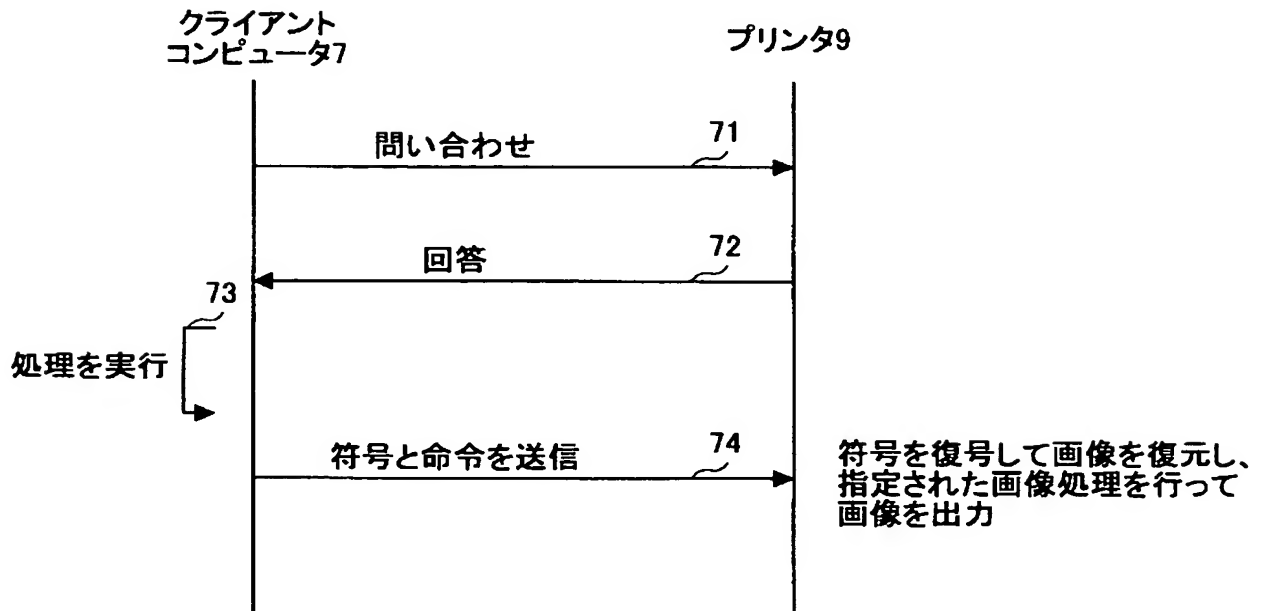 クライアント
コンピュータ7
プリンタ9
問い合わせ
71
回答
72
73
処理を実行
符号と命令を送信
74
符号を復号して画像を復元し、
指定された画像処理を行って
画像を出力